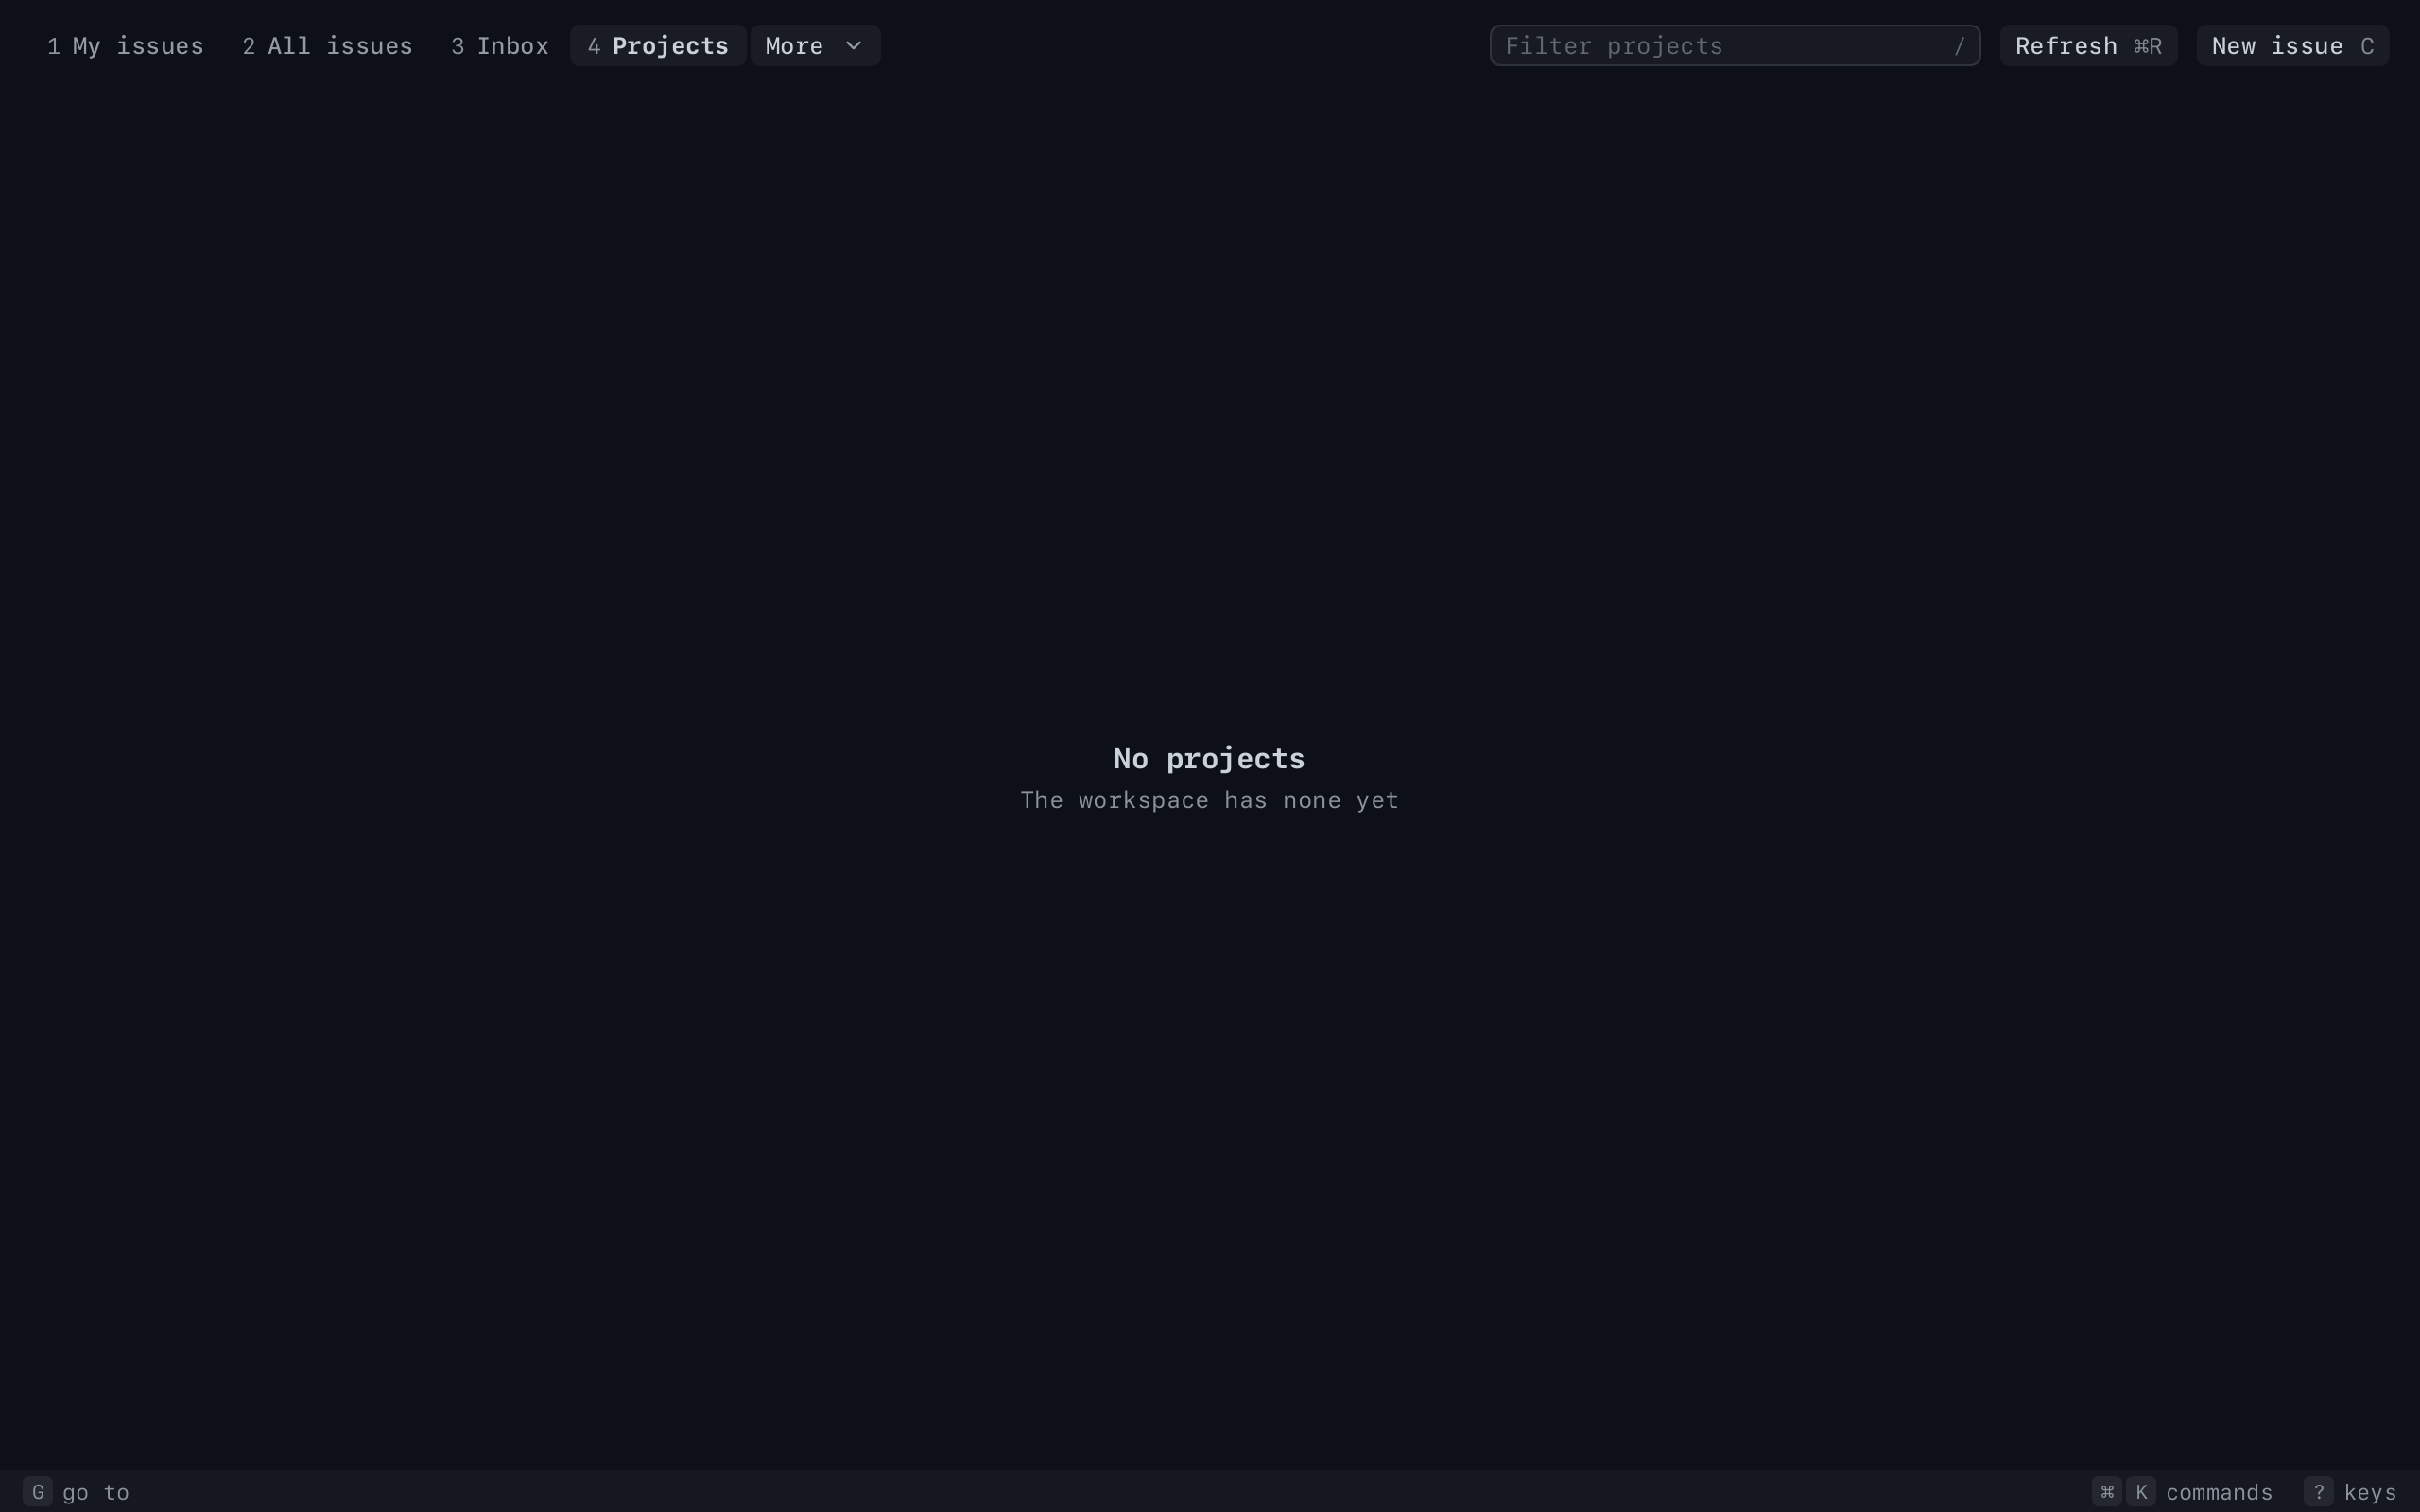 1 My issues 2 All issues 3 Inbox 4 Projects More Filter projects / Refresh ⌘R New issue C
No projects
The workspace has none yet
G go to ⌘ K commands ? keys